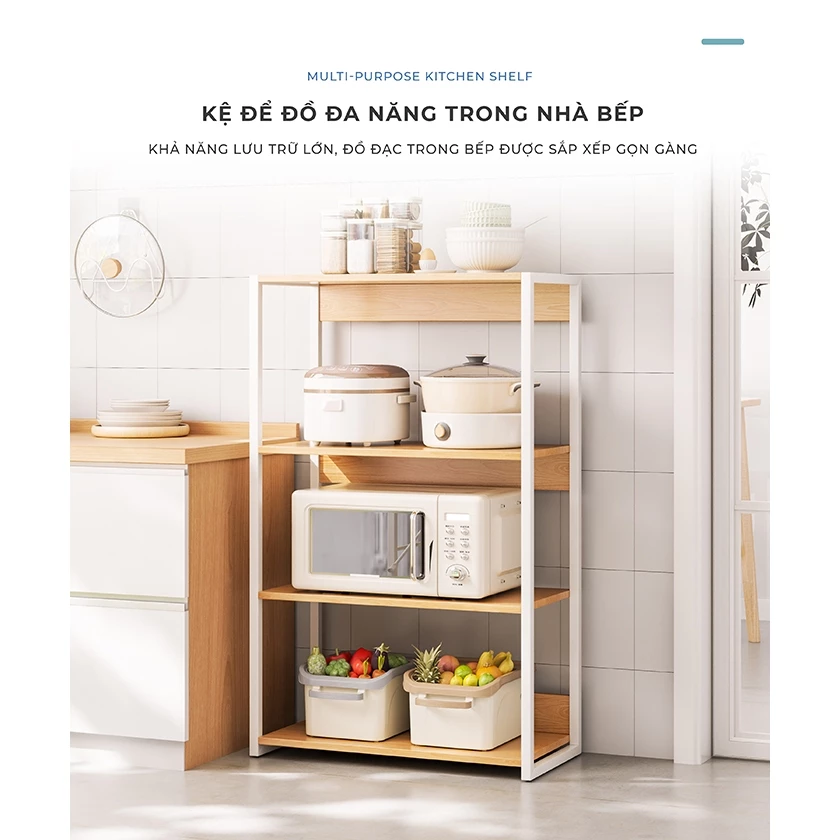 MULTI-PURPOSE KITCHEN SHELF
KỆ ĐỂ ĐỒ ĐA NĂNG TRONG NHÀ BẾP
KHẢ NĂNG LƯU TRỮ LỚN, ĐỒ ĐẠC TRONG BẾP ĐƯỢC SẮP XẾP GỌN GÀNG